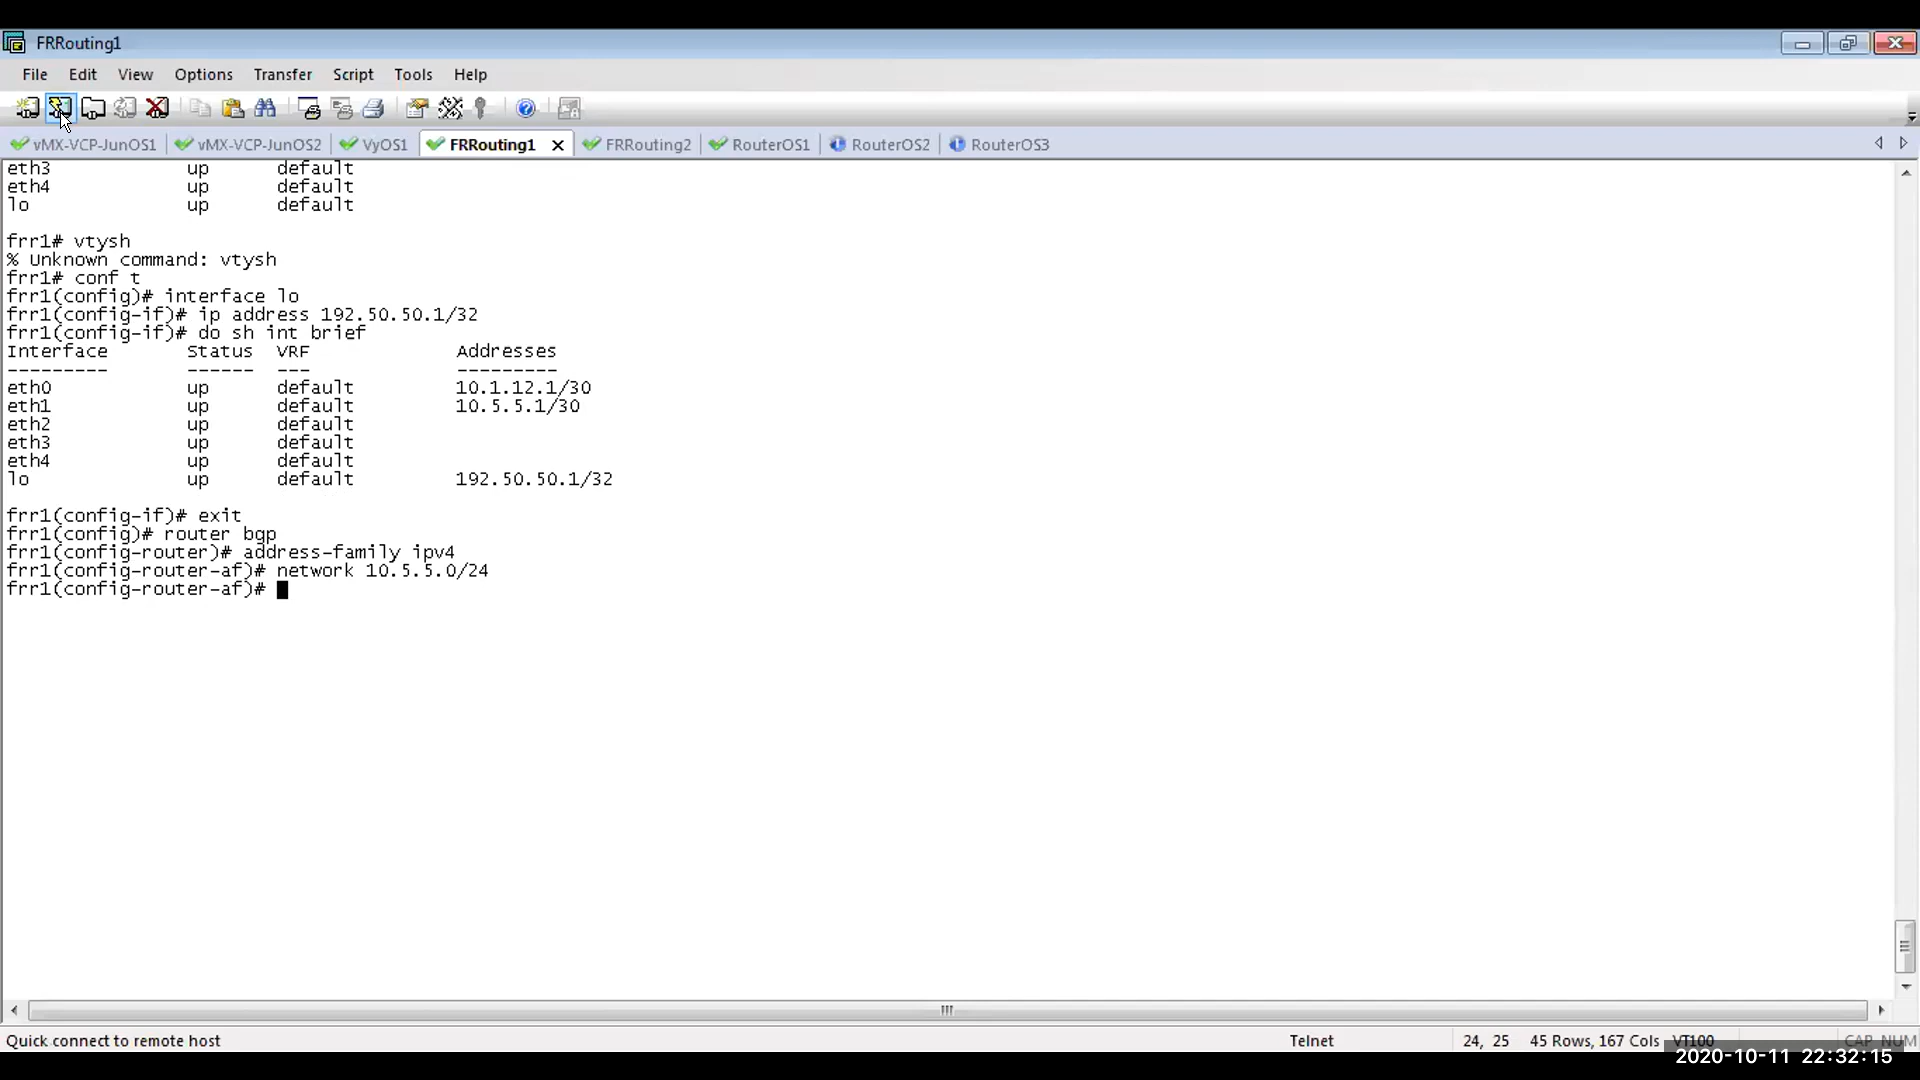 FRRouting1
File Edit View Options Transfer Script Tools Help
vMX-VCP-JunOS1 vMX-VCP-JunOS2 VyOS1 FRRouting1 FRRouting2 RouterOS1 RouterOS2 RouterOS3
eth3 up default
eth4 up default
lo up default
frr1# vtysh
% Unknown command: vtysh
frr1# conf t
frr1(config)# interface lo
frr1(config-if)# ip address 192.50.50.1/32
frr1(config-if)# do sh int brief
Interface Status VRF Addresses
--------- ------ --- ---------
eth0 up default 10.1.12.1/30
eth1 up default 10.5.5.1/30
eth2 up default
eth3 up default
eth4 up default
lo up default 192.50.50.1/32
frr1(config-if)# exit
frr1(config)# router bgp
frr1(config-router)# address-family ipv4
frr1(config-router-af)# network 10.5.5.0/24
frr1(config-router-af)#
Quick connect to remote host Telnet 24, 25 45 Rows, 167 Cols VT100 CAP NUM
2020-10-11 22:32:15